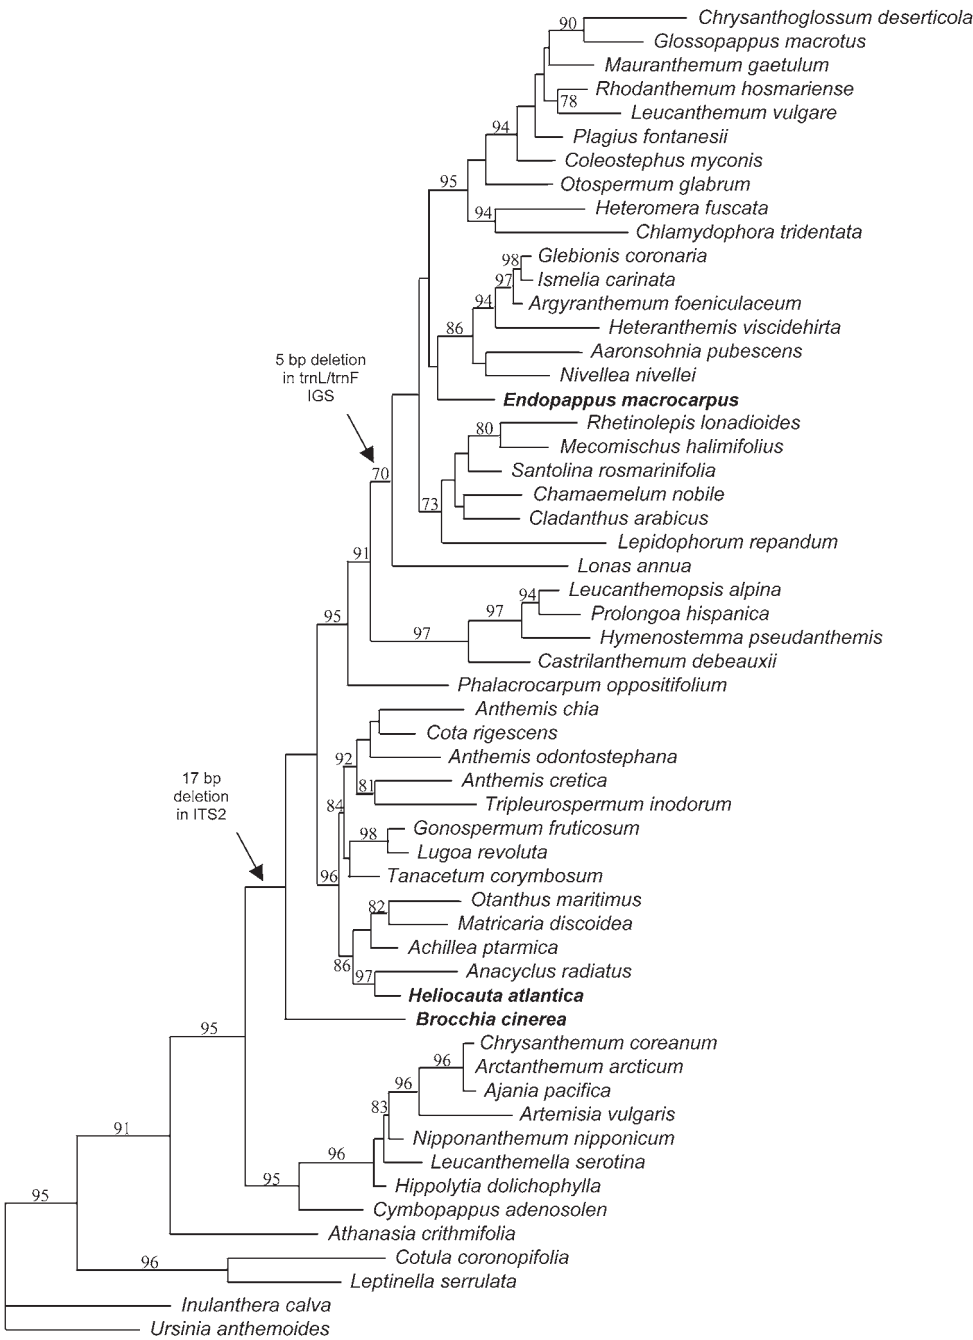 90
Chrysanthoglossum deserticola
Glossopappus macrotus
Mauranthemum gaetulum
Rhodanthemum hosmariense
78
Leucanthemum vulgare
94
Plagius fontanesii
Coleostephus myconis
95
Otospermum glabrum
94
Heteromera fuscata
Chlamydophora tridentata
98
Glebionis coronaria
97
Ismelia carinata
94
Argyranthemum foeniculaceum
86
Heteranthemis viscidehirta
Aaronsohnia pubescens
Nivellea nivellei
5 bp deletion
in trnL/trnF
IGS
Endopappus macrocarpus
80
Rhetinolepis lonadioides
Mecomischus halimifolius
70
Santolina rosmarinifolia
73
Chamaemelum nobile
Cladanthus arabicus
Lepidophorum repandum
91
Lonas annua
94
Leucanthemopsis alpina
95
97
Prolongoa hispanica
97
Hymenostemma pseudanthemis
Castrilanthemum debeauxii
Phalacrocarpum oppositifolium
Anthemis chia
Cota rigescens
92
Anthemis odontostephana
81
Anthemis cretica
17 bp
deletion
in ITS2
84
Tripleurospermum inodorum
98
Gonospermum fruticosum
Lugoa revoluta
96
Tanacetum corymbosum
82
Otanthus maritimus
Matricaria discoidea
Achillea ptarmica
86
97
Anacyclus radiatus
Heliocauta atlantica
Brocchia cinerea
95
Chrysanthemum coreanum
96
Arctanthemum arcticum
96
Ajania pacifica
83
Artemisia vulgaris
Nipponanthemum nipponicum
91
96
Leucanthemella serotina
95
Hippolytia dolichophylla
95
Cymbopappus adenosolen
Athanasia crithmifolia
96
Cotula coronopifolia
Leptinella serrulata
Inulanthera calva
Ursinia anthemoides